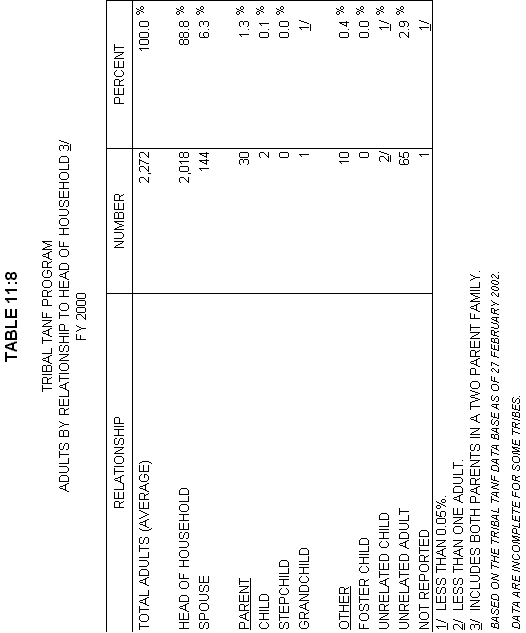 TABLE 11:8
TRIBAL TANF PROGRAM
ADULTS BY RELATIONSHIP TO HEAD OF HOUSEHOLD 3/
FY 2000
RELATIONSHIP NUMBER PERCENT
TOTAL ADULTS (AVERAGE) 2,272 100.0 %
HEAD OF HOUSEHOLD 2,018 88.8 %
SPOUSE 144 6.3 %
PARENT 30 1.3 %
CHILD 2 0.1 %
STEPCHILD 0 0.0 %
GRANDCHILD 1 1/
OTHER 10 0.4 %
FOSTER CHILD 0 0.0 %
UNRELATED CHILD 2/ 1/
UNRELATED ADULT 65 2.9 %
NOT REPORTED 1 1/
1/ LESS THAN 0.05%.
2/ LESS THAN ONE ADULT.
3/ INCLUDES BOTH PARENTS IN A TWO PARENT FAMILY.
BASED ON THE TRIBAL TANF DATA BASE AS OF 27 FEBRUARY 2002.
DATA ARE INCOMPLETE FOR SOME TRIBES.